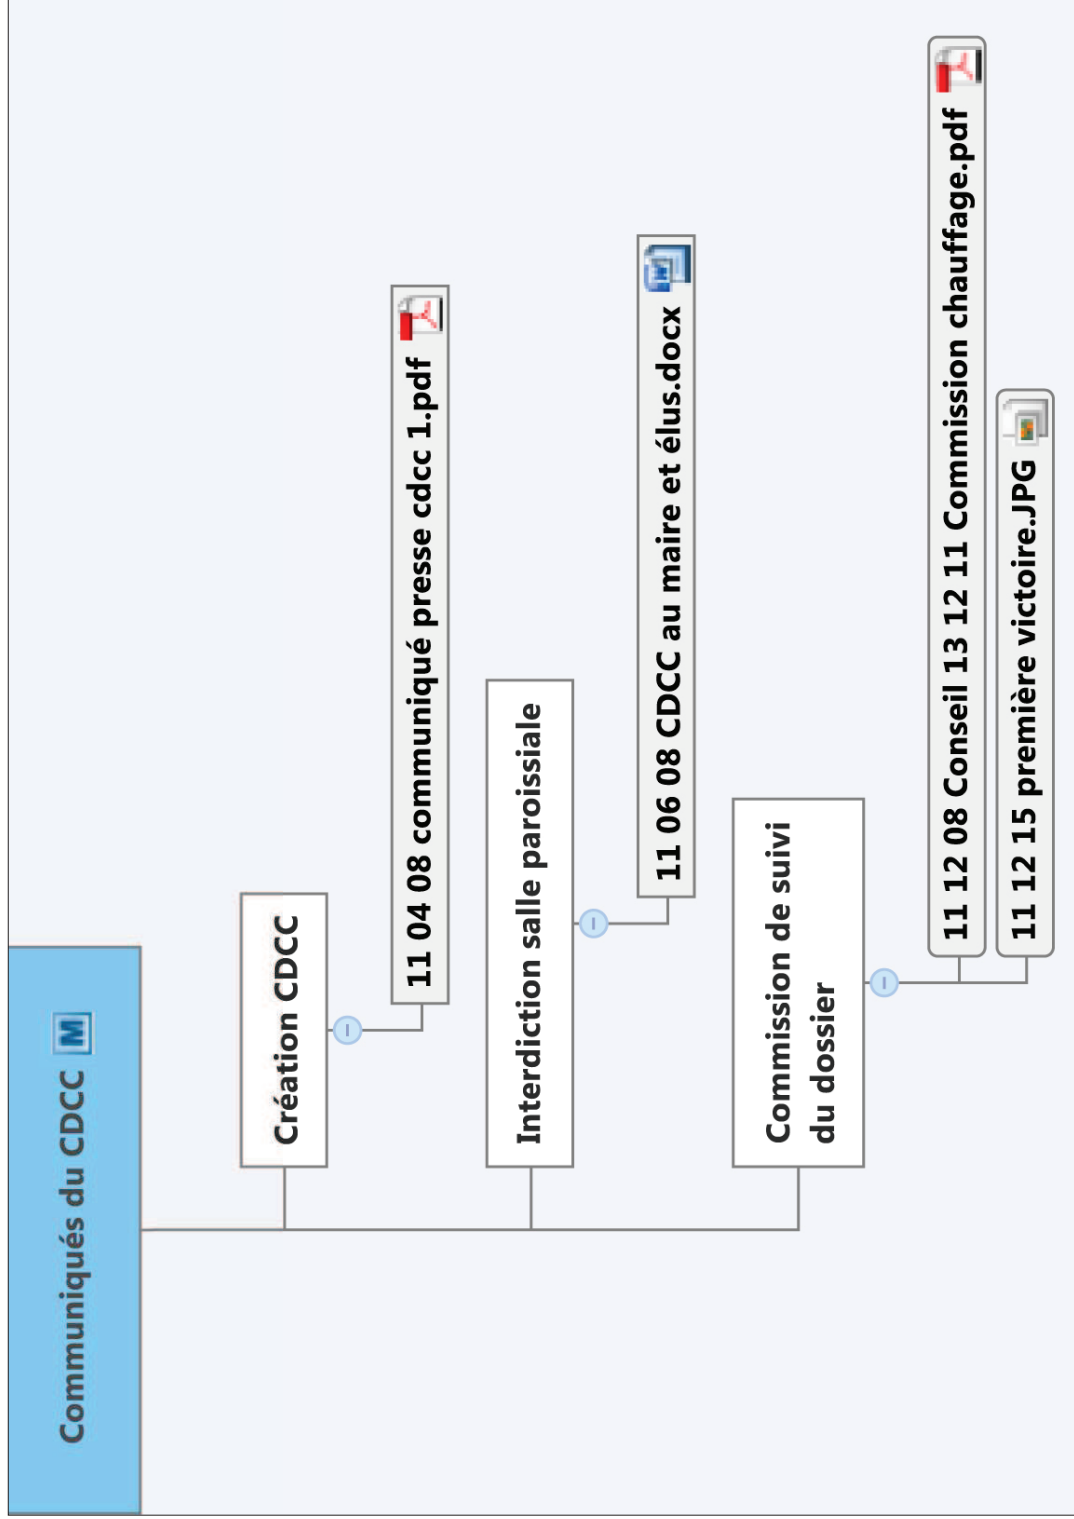 Communiqués du CDCC
Création CDCC
11 04 08 communiqué presse cdcc 1.pdf
Interdiction salle paroissiale
11 06 08 CDCC au maire et élus.docx
Commission de suivi
du dossier
11 12 08 Conseil 13 12 11 Commission chauffage.pdf
11 12 15 première victoire.JPG